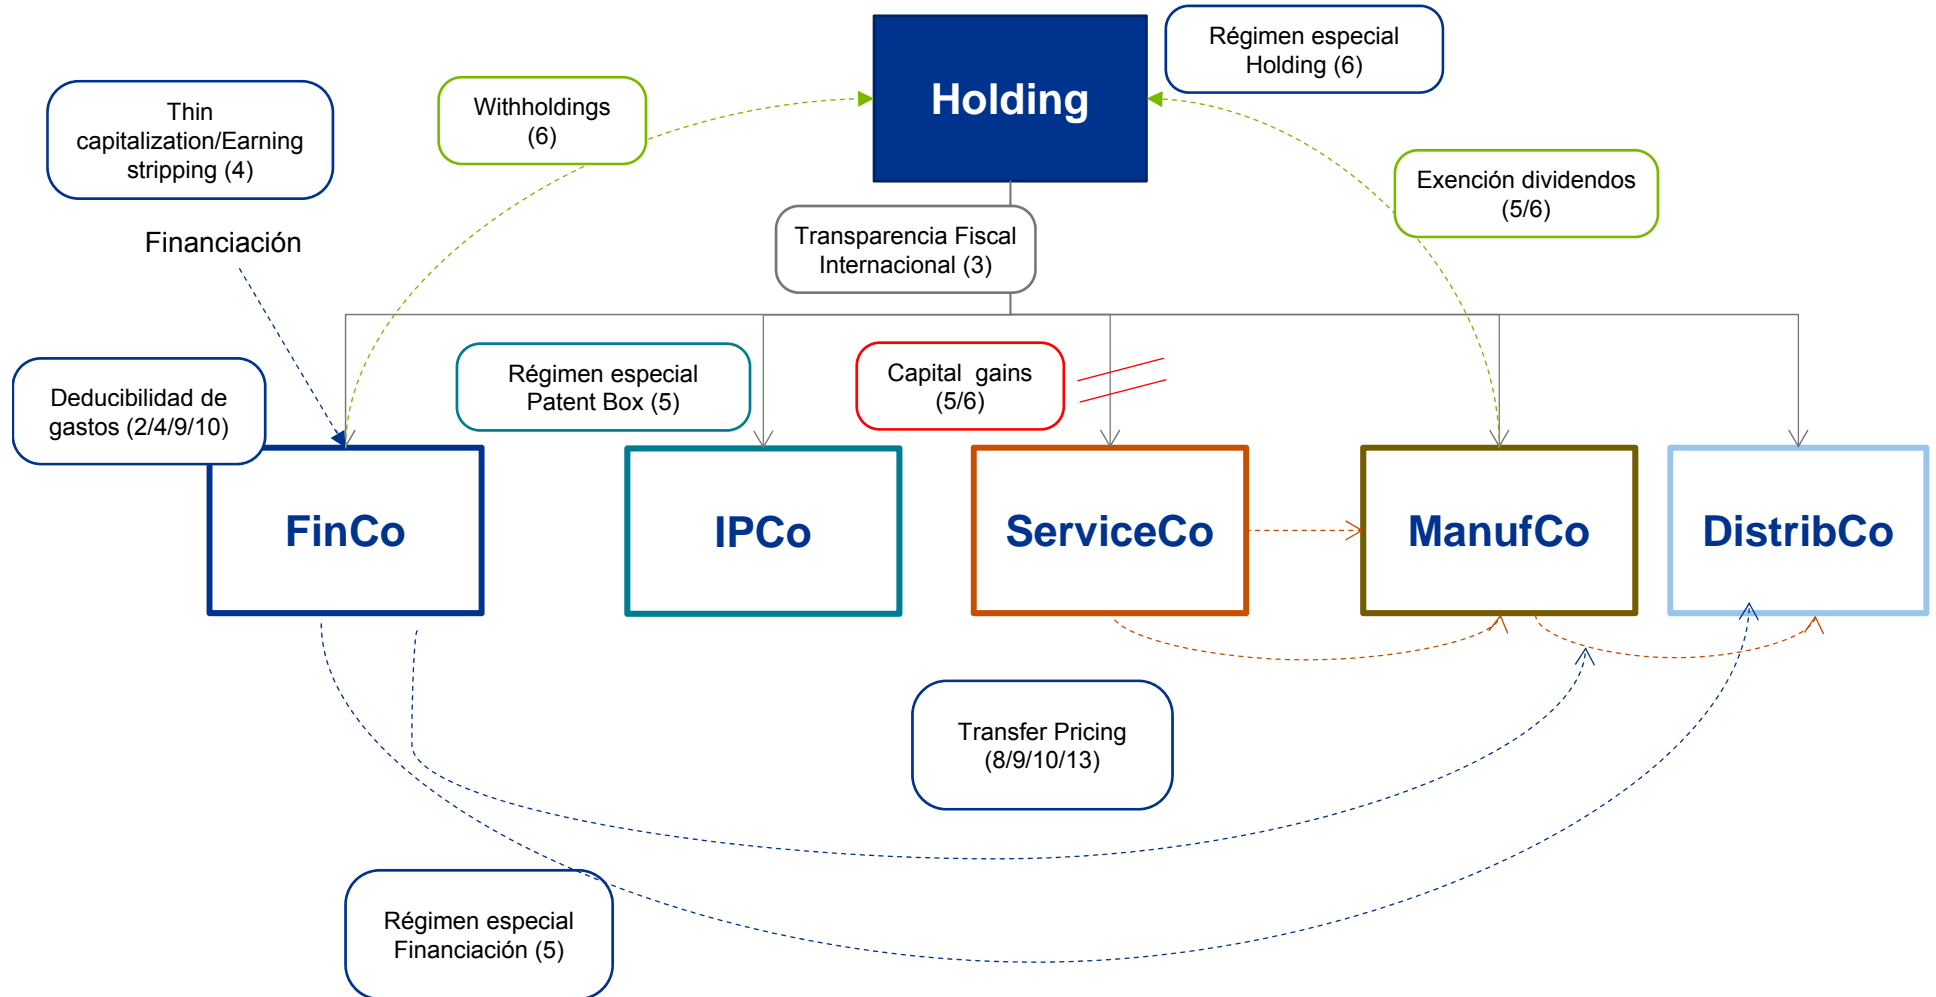 Régimen especial
Holding (6)
Holding
Withholdings
(6)
Thin
capitalization/Earning
stripping (4)
Exención dividendos
(5/6)
Financiación
Transparencia Fiscal
Internacional (3)
Deducibilidad de
gastos (2/4/9/10)
Régimen especial
Patent Box (5)
Capital gains
(5/6)
FinCo
IPCo
ServiceCo
ManufCo
DistribCo
Transfer Pricing
(8/9/10/13)
Régimen especial
Financiación (5)